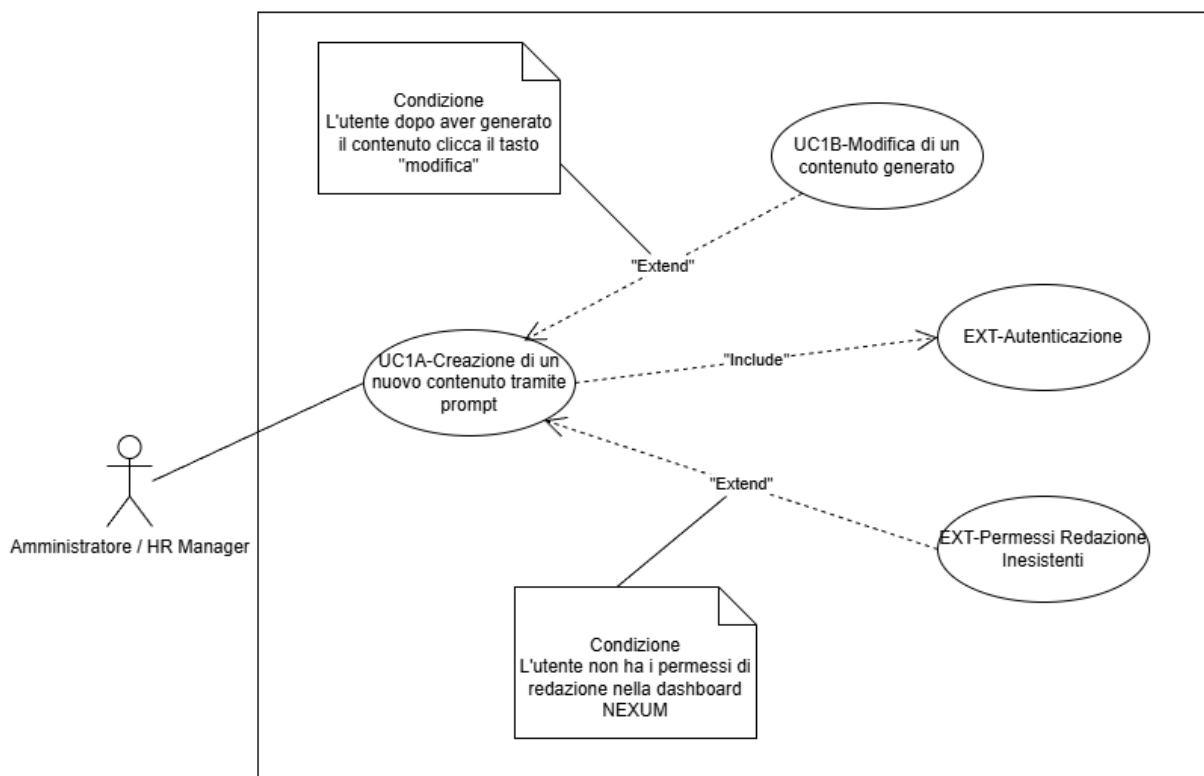 Condizione
L'utente dopo aver generato
il contenuto clicca il tasto
"modifica"
UC1B-Modifica di un
contenuto generato
"Extend"
EXT-Autenticazione
"Include"
UC1A-Creazione di un
nuovo contenuto tramite
prompt
"Extend"
Amministratore / HR Manager
EXT-Permessi Redazione
Inesistenti
Condizione
L'utente non ha i permessi di
redazione nella dashboard
NEXUM